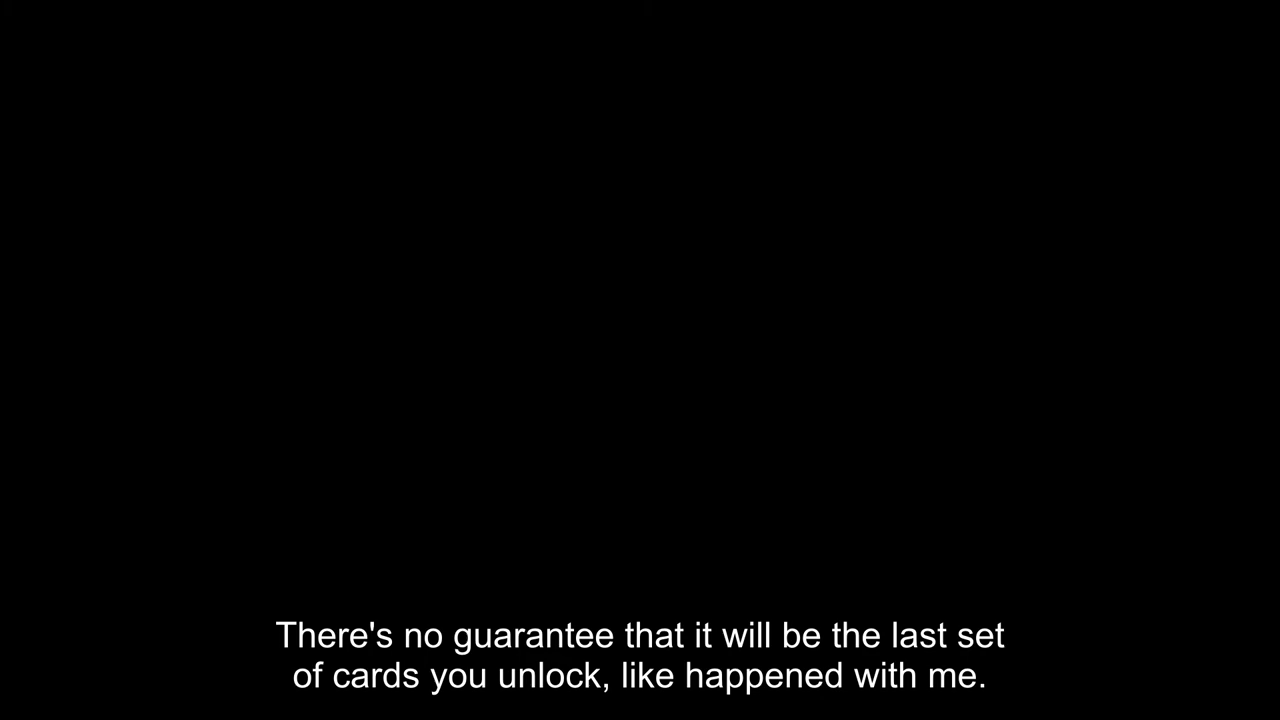 There's no guarantee that it will be the last set
of cards you unlock, like happened with me.